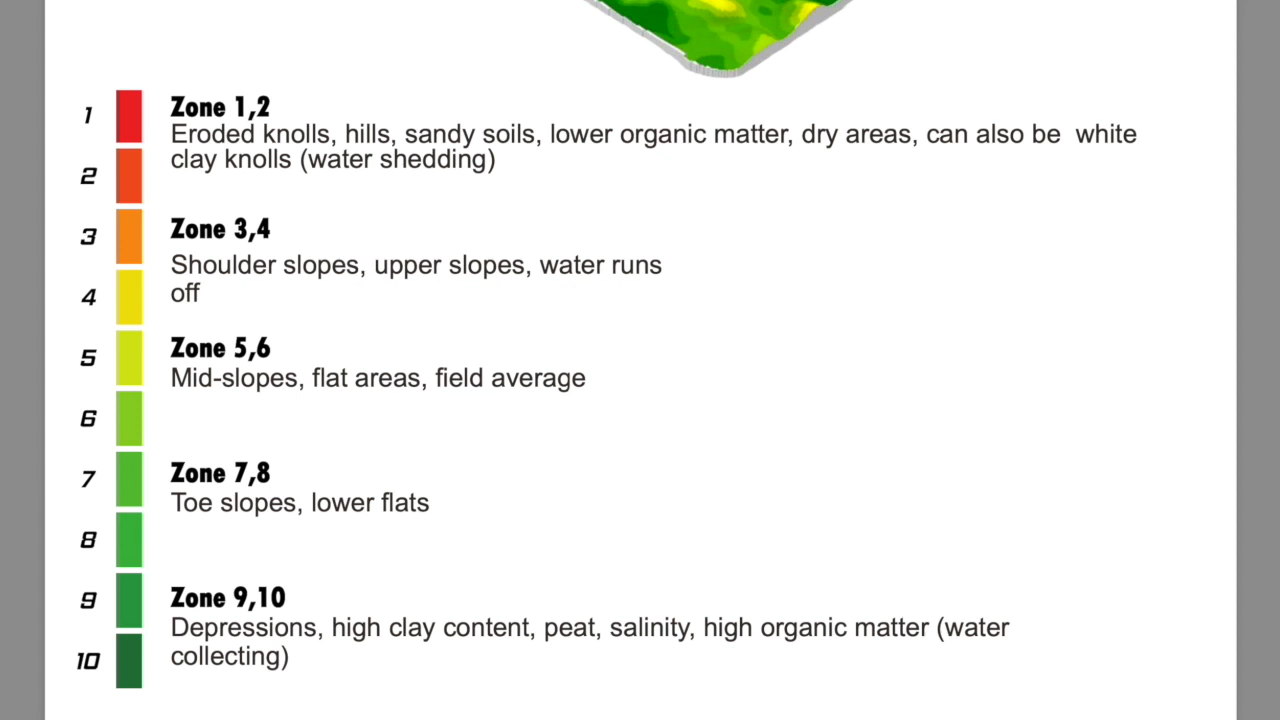 1
Zone 1,2
Eroded knolls, hills, sandy soils, lower organic matter, dry areas, can also be white
clay knolls (water shedding)
2
3
Zone 3,4
Shoulder slopes, upper slopes, water runs
off
4
5
Zone 5,6
Mid-slopes, flat areas, field average
6
7
Zone 7,8
Toe slopes, lower flats
8
9
Zone 9,10
Depressions, high clay content, peat, salinity, high organic matter (water
collecting)
10